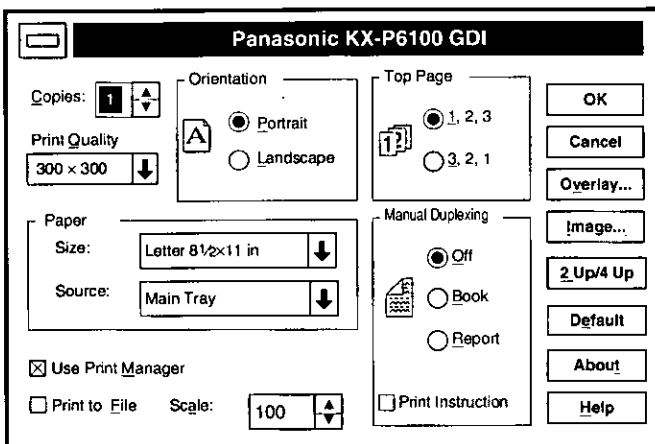 Panasonic KX-P6100 GDI
Copies: 1
Print Quality
300 × 300
Orientation
A
Portrait
Landscape
Top Page
1 2
1, 2, 3
3, 2, 1
Paper
Size: Letter 8½×11 in
Source: Main Tray
Manual Duplexing
Off
Book
Report
Print Instruction
Use Print Manager
Print to File Scale: 100
OK
Cancel
Overlay...
Image...
2 Up/4 Up
Default
About
Help